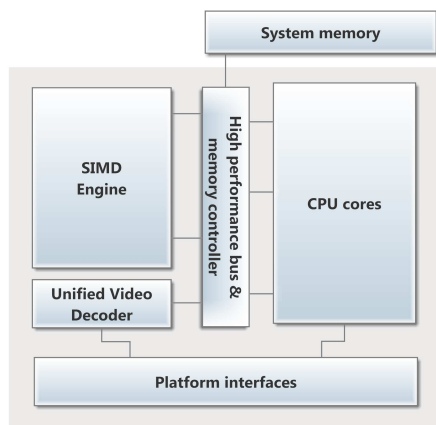 System memory
SIMD
Engine
High performance bus &
memory controller
CPU cores
Unified Video
Decoder
Platform interfaces